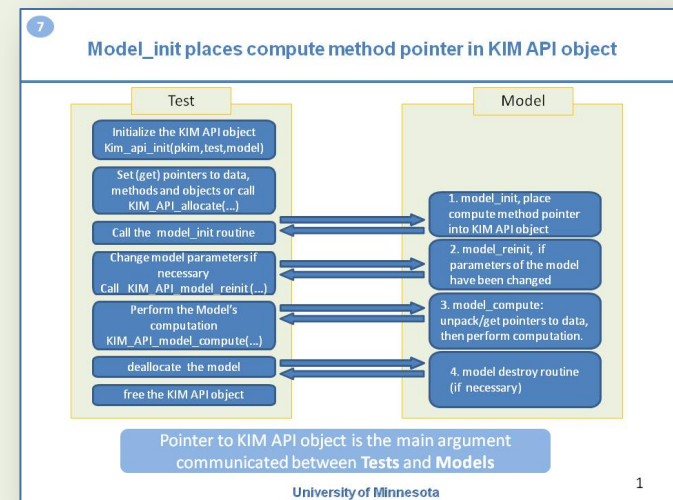 7
Model_init places compute method pointer in KIM API object
Test
Initialize the KIM API object
Kim_api_init(pkim,test,model)
Set (get) pointers to data,
methods and objects or call
KIM_API_allocate(...)
Call the model_init routine
Change model parameters if
necessary
Call KIM_API_model_reinit(...)
Perform the Model's
computation
KIM_API_model_compute(...)
deallocate the model
free the KIM API object
Model
1. model_init, place
compute method pointer
into KIM API object
2. model_reinit, if
parameters of the model
have been changed
3. model_compute:
unpack/get pointers to data,
then perform computation.
4. model destroy routine
(if necessary)
Pointer to KIM API object is the main argument
communicated between Tests and Models
University of Minnesota
1